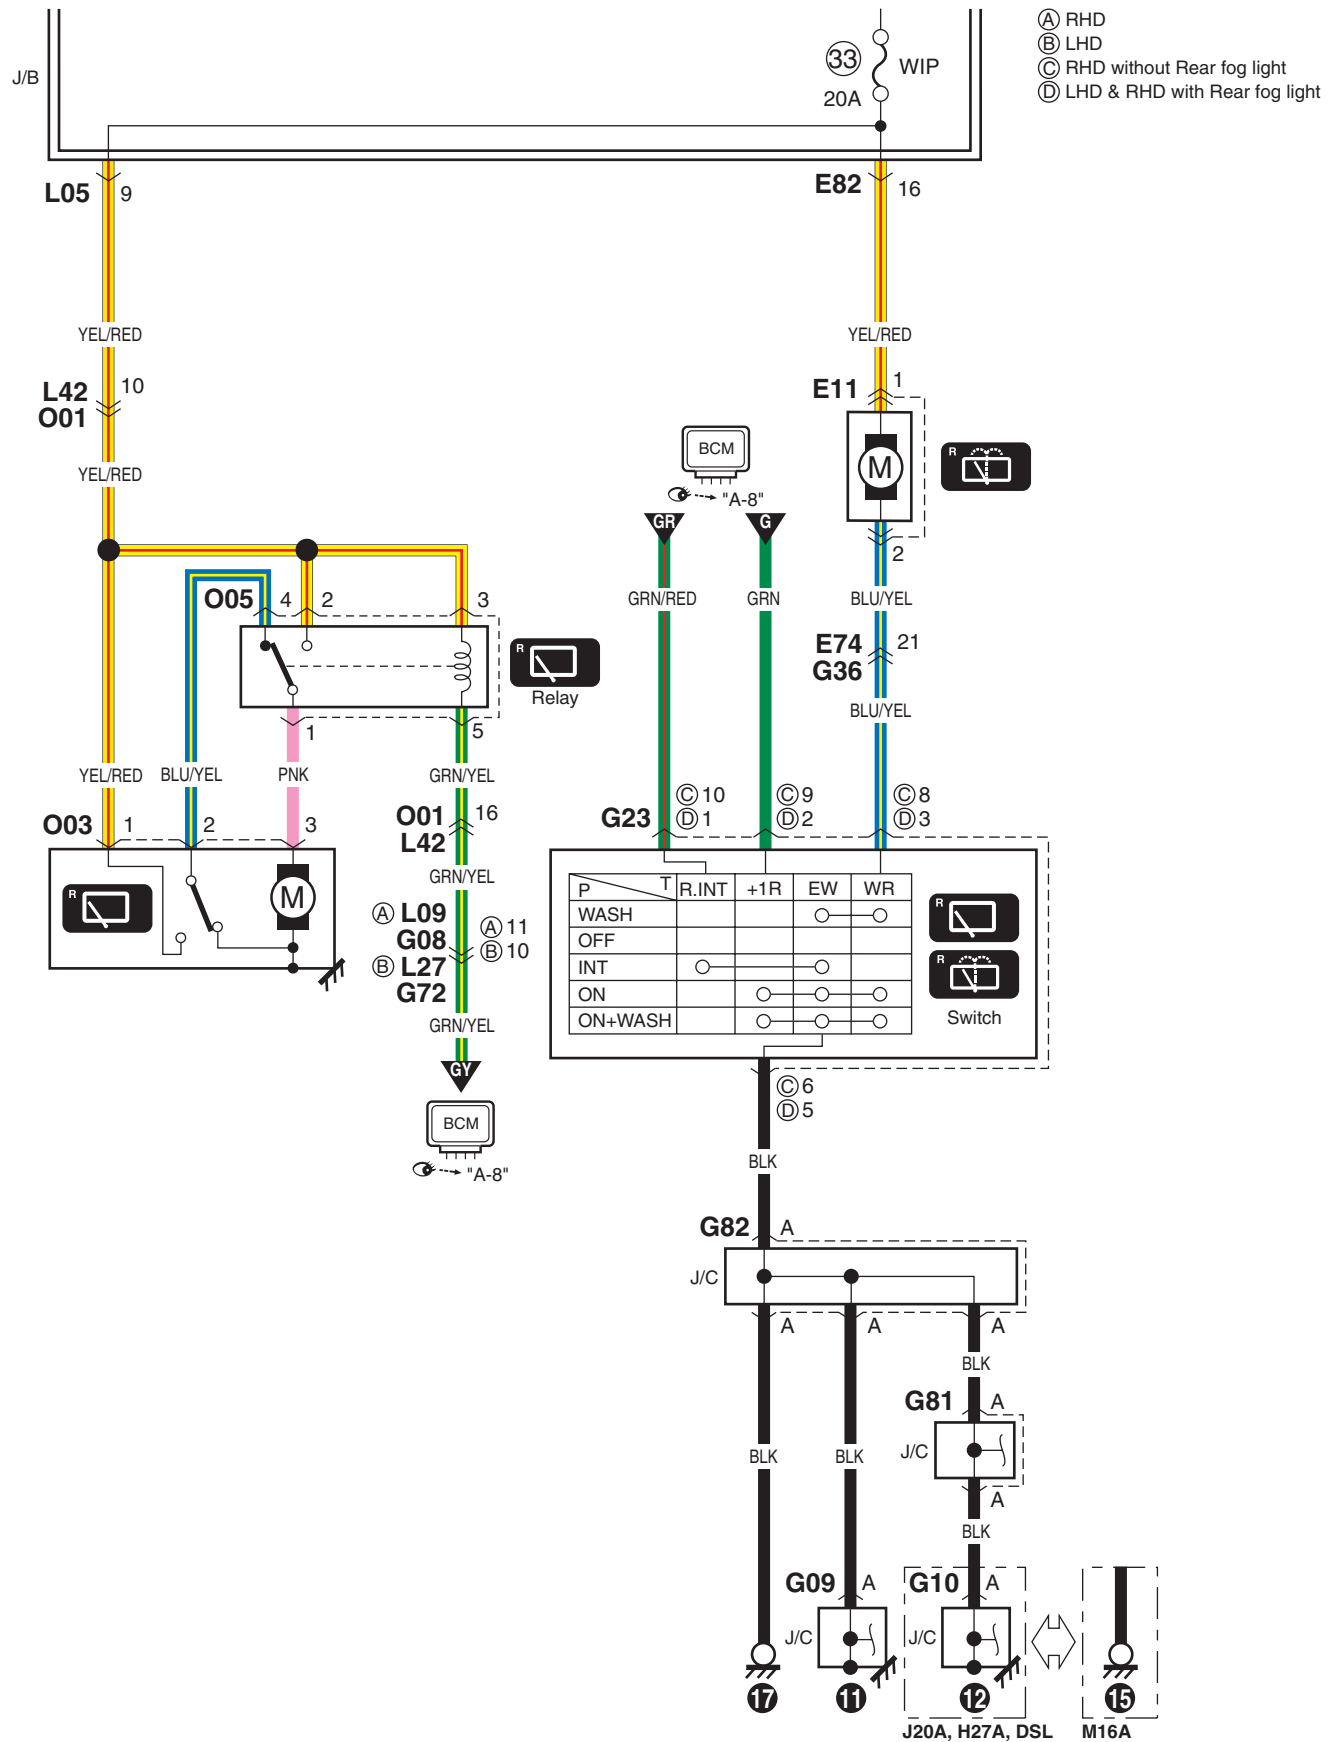 Ⓐ RHD
Ⓑ LHD
Ⓒ RHD without Rear fog light
Ⓓ LHD & RHD with Rear fog light
J/B
33
WIP
20A
L05 9
E82 16
YEL/RED
YEL/RED
L42 10
O01
E11 1
YEL/RED
BCM
"A-8"
M
R
GR
G
2
O05 4 2 3
GRN/RED
GRN
BLU/YEL
E74 21
G36
R
Relay
BLU/YEL
1
5
YEL/RED
BLU/YEL
PNK
GRN/YEL
O03 1 2 3
O01 16
L42
G23
Ⓒ10
Ⓓ1
Ⓒ9
Ⓓ2
Ⓒ8
Ⓓ3
GRN/YEL
R
M
P T R.INT +1R EW WR
WASH
OFF
INT
ON
ON+WASH
R
R
Switch
Ⓐ L09
G08
Ⓑ L27
G72
Ⓐ11
Ⓑ10
GRN/YEL
GY
BCM
"A-8"
Ⓒ6
Ⓓ5
BLK
G82 A
J/C
A
A
A
BLK
G81 A
J/C
A
BLK
BLK
BLK
G09 A
G10 A
J/C
J/C
17
11
12
15
J20A, H27A, DSL
M16A